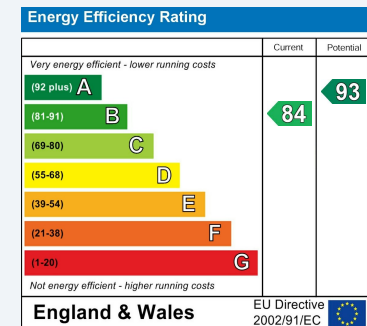 Energy Efficiency Rating
Current Potential
Very energy efficient - lower running costs
(92 plus) A
93
(81-91) B
84
(69-80) C
(55-68) D
(39-54) E
(21-38) F
(1-20) G
Not energy efficient - higher running costs
England & Wales
EU Directive
2002/91/EC